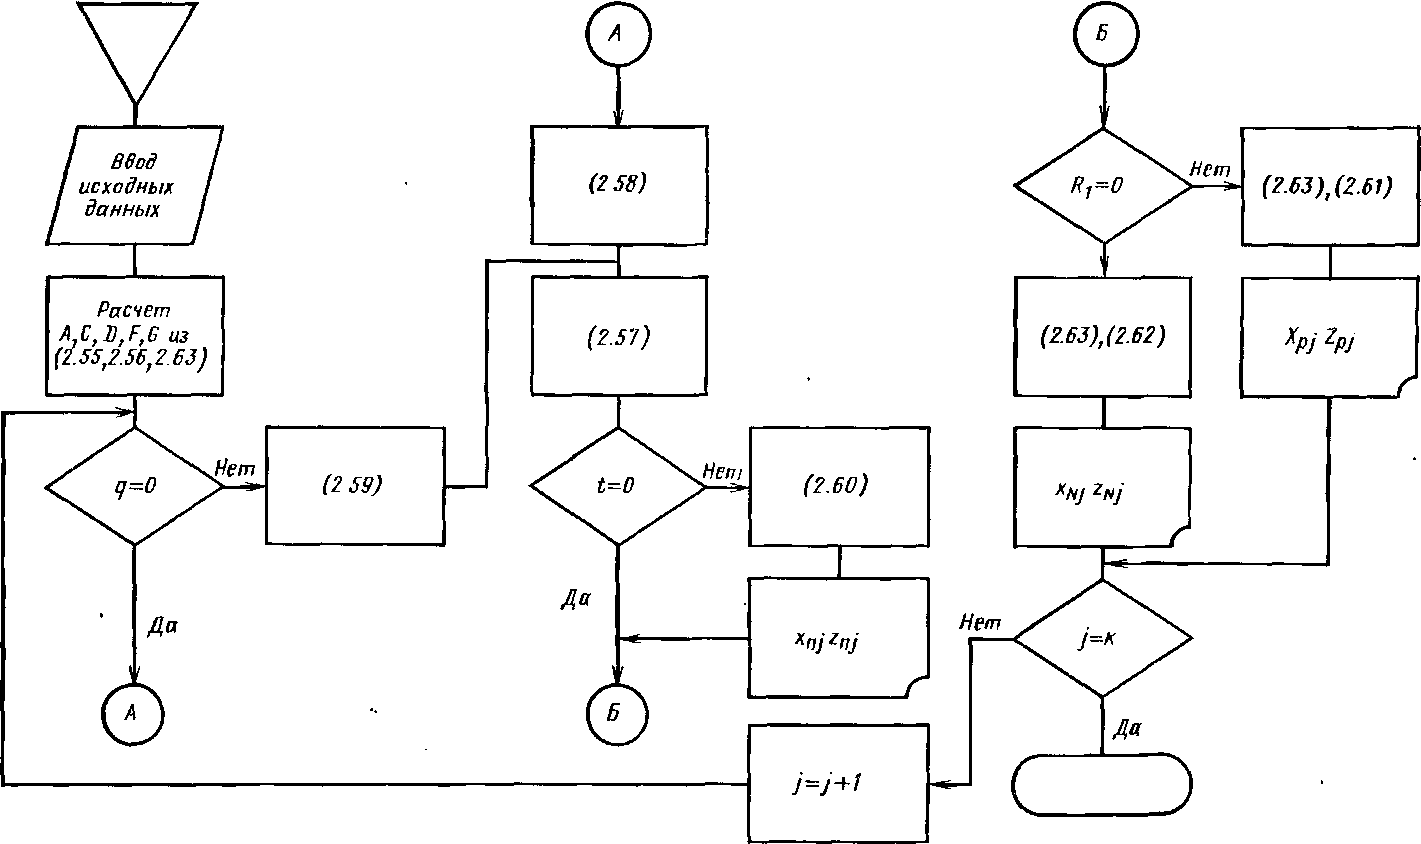 Ввод
исходных
данных
Расчет
A, C, D, F, G из
(2.55, 2.56, 2.63)
q=0
Нет
(2.59)
Да
А
А
(2.58)
(2.57)
t=0
Нет
(2.60)
Да
xnj znj
Б
Б
R1=0
Нет
(2.63), (2.61)
(2.63), (2.62)
Xpj Zpj
xNj zNj
Нет
j=к
Да
j=j+1